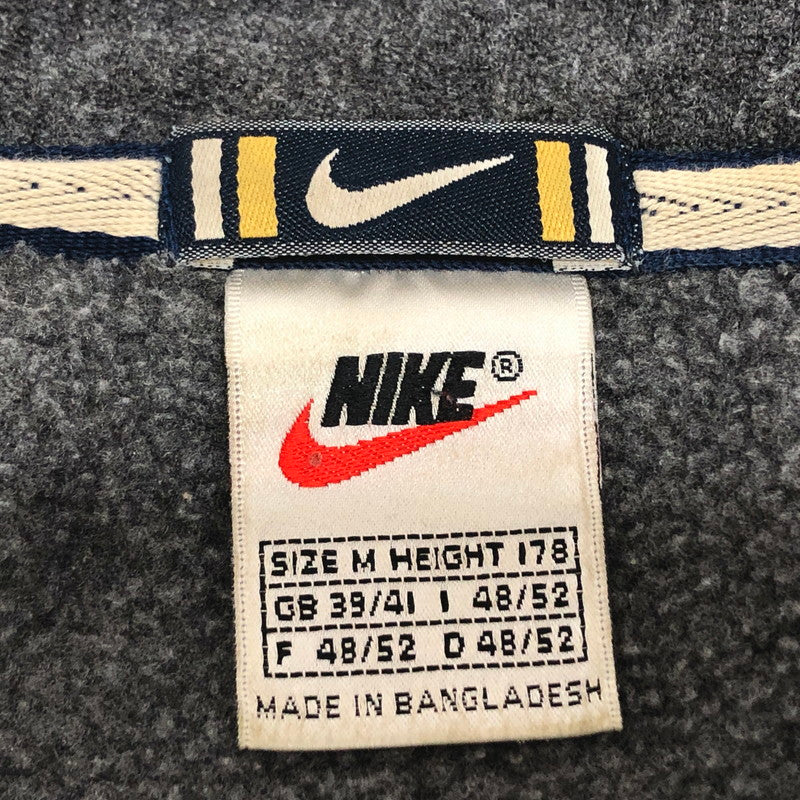 NIKE®
SIZE M HEIGHT 178
GB 39/41 I 48/52
F 48/52 D 48/52
MADE IN BANGLADESH